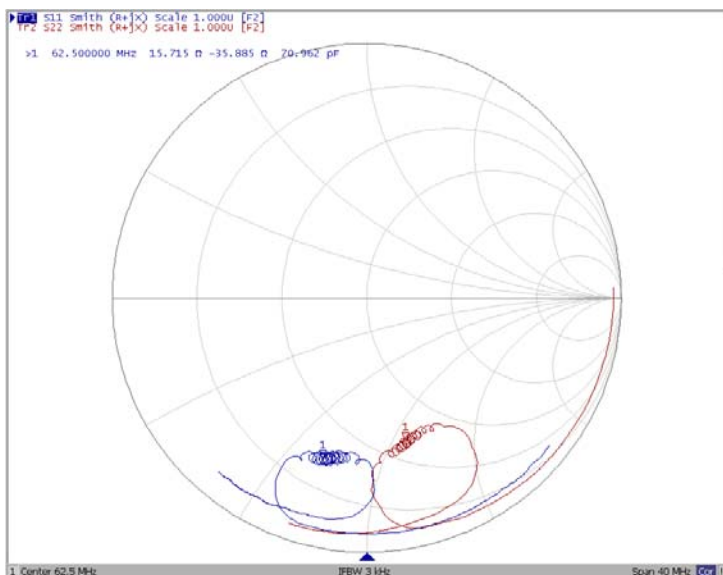 Tr1 S11 Smith (R+jX) Scale 1.000U [F2]
Tr2 S22 Smith (R+jX) Scale 1.000U [F2]
>1 62.500000 MHz 15.715 Ω -35.885 Ω 70.962 pF
1
1
1 Center 62.5 MHz IFBW 3 kHz Span 40 MHz Cor